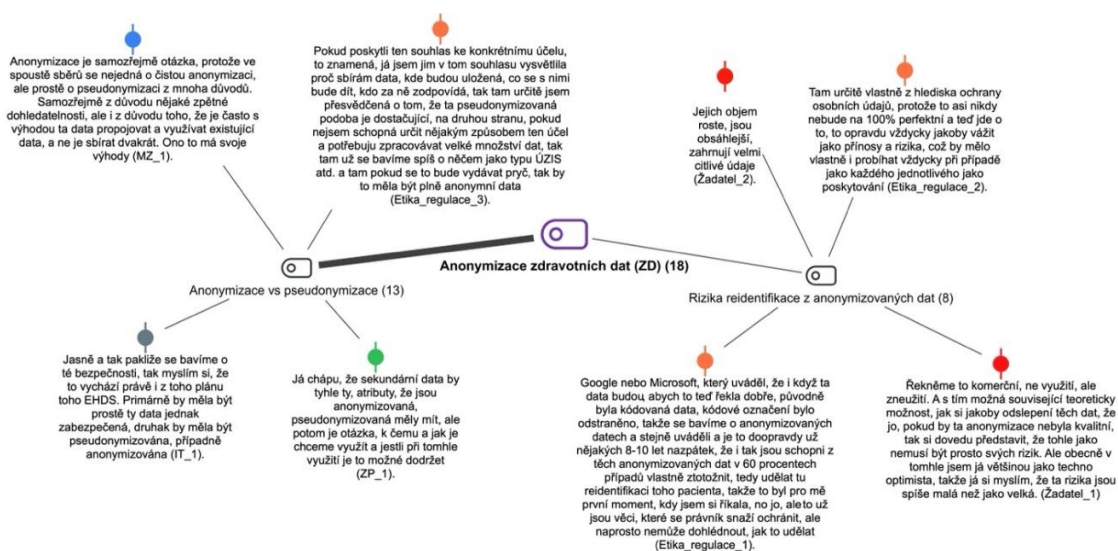 Anonymizace je samozřejmě otázka, protože ve
spoustě sběrů se nejedná o čistou anonymizaci,
ale prostě o pseudonymizaci z mnoha důvodů.
Samozřejmě z důvodu nějaké zpětné
dohledatelnosti, ale i z důvodu toho, že je často s
výhodou ta data propojovat a využívat existující
data, a ne je sbírat dvakrát. Ono to má svoje
výhody (MZ_1).
Pokud poskytli ten souhlas ke konkrétnímu účelu,
to znamená, já jsem jim v tom souhlasu vysvětlila
proč sbírám data, kde budou uložená, co se s nimi
bude dít, kdo za ně zodpovídá, tak tam určitě jsem
přesvědčená o tom, že ta pseudonymizovaná
podoba je dostačující, na druhou stranu, pokud
nejsem schopná určit nějakým způsobem ten účel
a potřebuju zpracovávat velké množství dat, tak
tam už se bavíme spíš o něčem jako typu ÚZIS
atd. a tam pokud se to bude vydávat pryč, tak by
to měla být plně anonymní data
(Etika_regulace_3).
Jejich objem
roste, jsou
obsáhlejší,
zahrnují velmi
citlivé údaje
(Žadatel_2).
Tam určitě vlastně z hlediska ochrany
osobních údajů, protože to asi nikdy
nebude na 100% perfektní a teď jde o
to, to opravdu vždycky jakoby vážit
jako přínosy a rizika, což by mělo
vlastně i probíhat vždycky při případě
jako každého jednotlivého jako
poskytování (Etika_regulace_2).
Anonymizace zdravotních dat (ZD) (18)
Anonymizace vs pseudonymizace (13)
Rizika reidentifikace z anonymizovaných dat (8)
Jasně a tak pakliže se bavíme o
té bezpečnosti, tak myslím si, že
to vychází právě i z toho plánu
toho EHDS. Primárně by měla být
prostě ty data jednak
zabezpečená, druhak by měla být
pseudonymizována, případně
anonymizována (IT_1).
Já chápu, že sekundární data by
tyhle ty, atributy, že jsou
anonymizovaná,
pseudonymizovaná měly mít, ale
potom je otázka, k čemu a jak je
chceme využít a jestli při tomhle
využití je to možné dodržet
(ZP_1).
Google nebo Microsoft, který uváděl, že i když ta
data budou, abych to teď řekla dobře, původně
byla kódovaná data, kódové označení bylo
odstraněno, takže se bavíme o anonymizovaných
datech a stejně uváděli a je to doopravdy už
nějakých 8-10 let nazpátek, že i tak jsou schopni z
těch anonymizovaných dat v 60 procentech
případů vlastně ztotožnit, tedy udělat tu
reidentifikaci toho pacienta, takže to byl pro mě
první moment, kdy jsem si říkala, no jo, ale to už
jsou věci, které se právník snaží ochránit, ale
naprosto nemůže dohlédnout, jak to udělat
(Etika_regulace_1).
Řekněme to komerční, ne využití, ale
zneužití. A s tím možná související teoreticky
možnost, jak si jakoby odslepení těch dat, že
jo, pokud by ta anonymizace nebyla kvalitní,
tak si dovedu představit, že tohle jako
nemusí být prosto svých rizik. Ale obecně v
tomhle jsem já většinou jako techno
optimista, takže já si myslím, že ta rizika jsou
spíše malá než jako velká. (Žadatel_1)